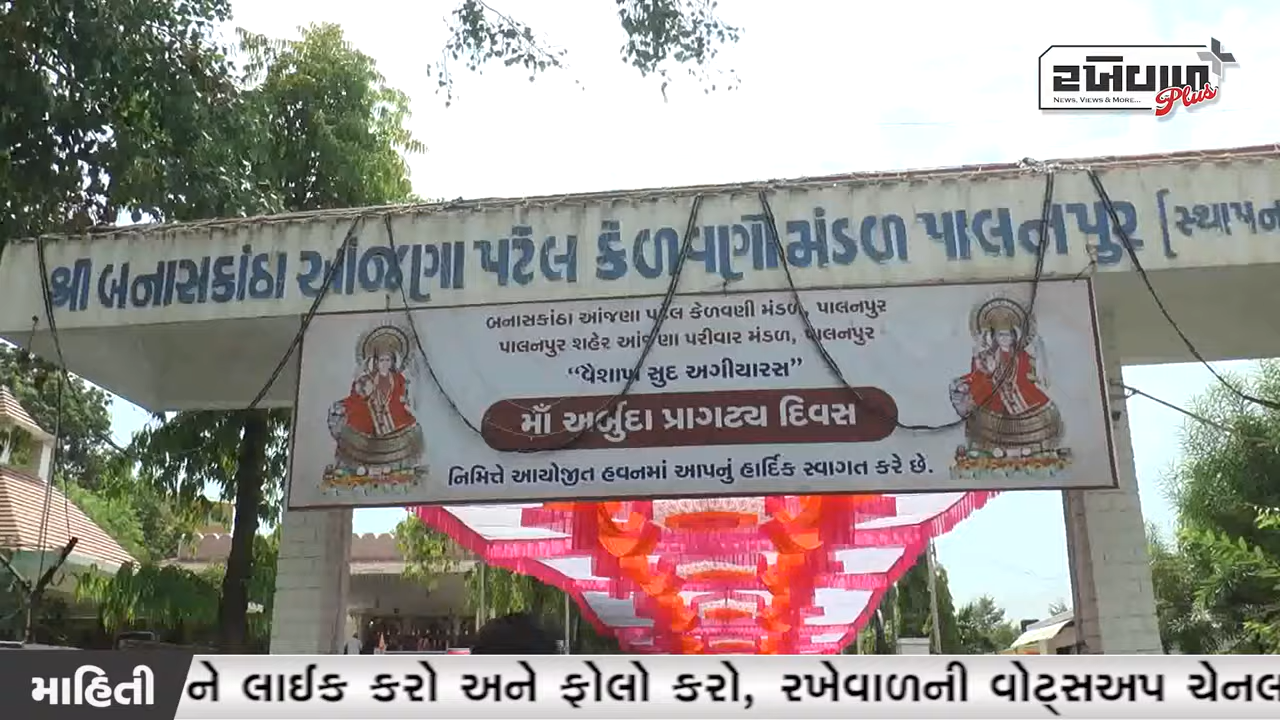 રખેવાળ
NEWS, VIEWS & MORE...
Plus
શ્રી બનાસકાંઠા આંજણા પટેલ કેળવણી મંડળ પાલનપુર [સ્થાપન
બનાસકાંઠા આંજણા પટેલ કેળવણી મંડળ, પાલનપુર
પાલનપુર શહેર આંજણા પરીવાર મંડળ, પાલનપુર
“વૈશાખ સુદ અગીયારસ”
માઁ અર્બુદા પ્રાગટ્ય દિવસ
નિમિત્તે આયોજીત હવનમાં આપનું હાર્દિક સ્વાગત કરે છે.
માહિતી
ને લાઈક કરો અને ફોલો કરો, રખેવાળની વોટ્સઅપ ચેનલ